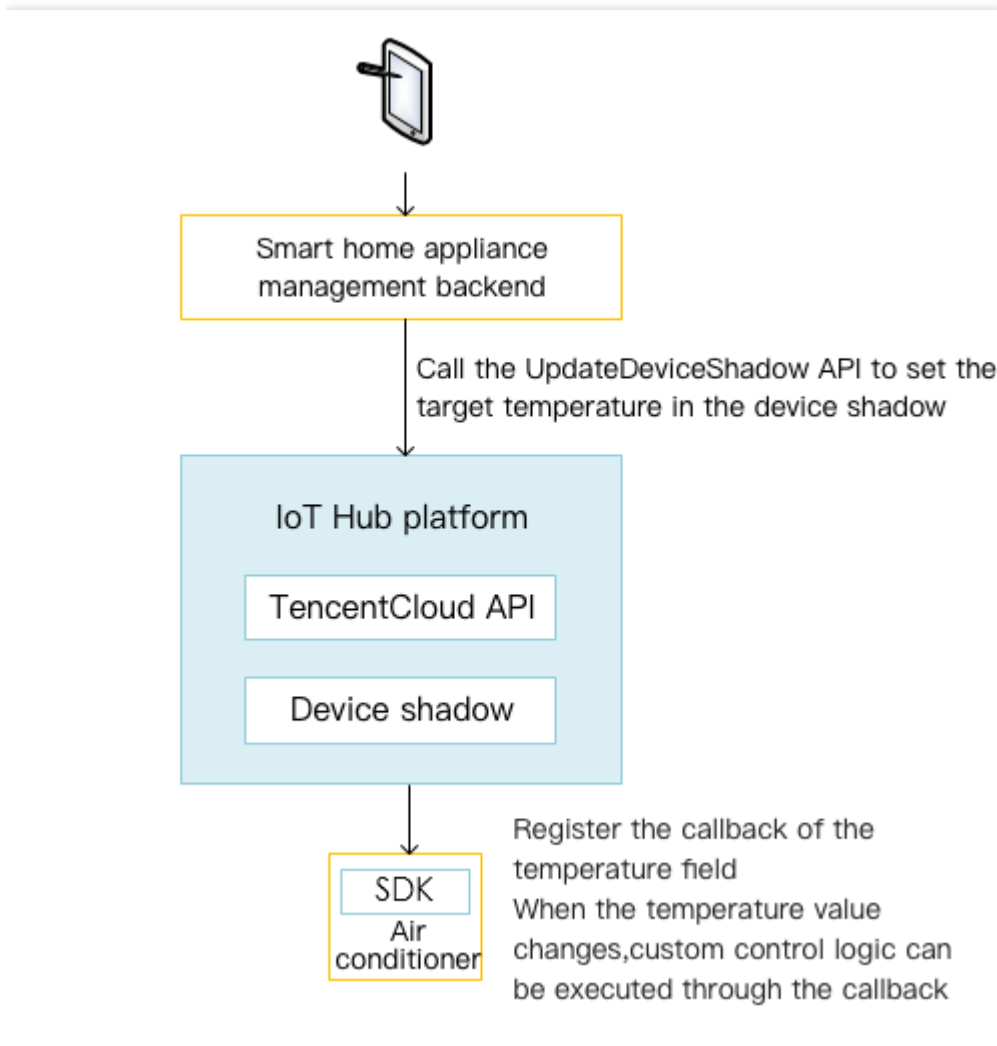 Smart home appliance
management backend
Call the UpdateDeviceShadow API to set the
target temperature in the device shadow
IoT Hub platform
TencentCloud API
Device shadow
SDK
Air
conditioner
Register the callback of the
temperature field
When the temperature value
changes,custom control logic can
be executed through the callback